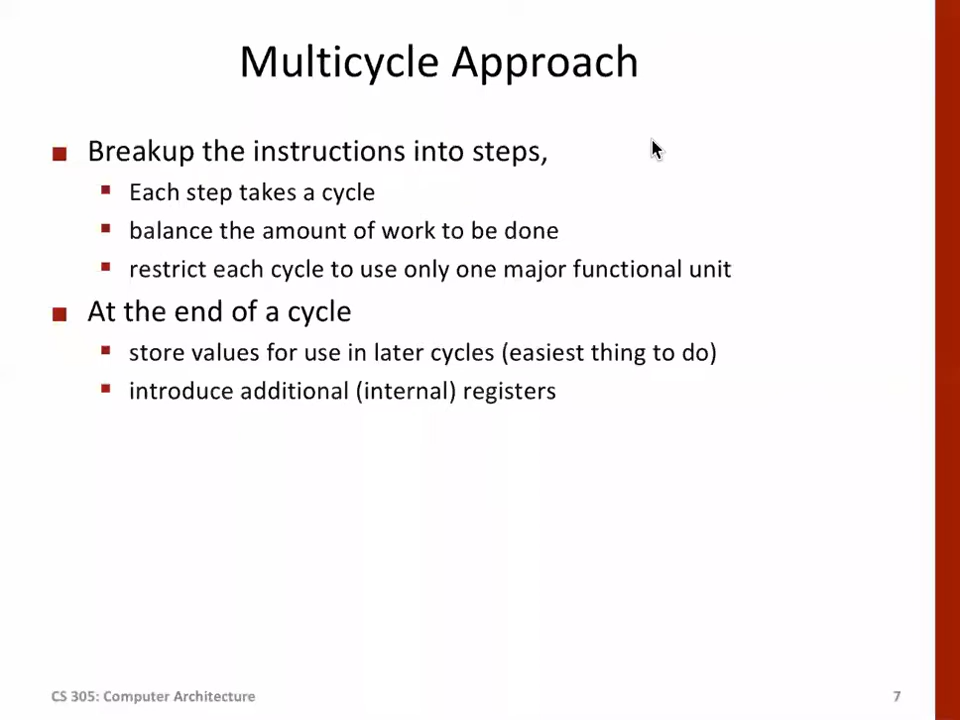 Multicycle Approach
Breakup the instructions into steps,
Each step takes a cycle
balance the amount of work to be done
restrict each cycle to use only one major functional unit
At the end of a cycle
store values for use in later cycles (easiest thing to do)
introduce additional (internal) registers
CS 305: Computer Architecture
7